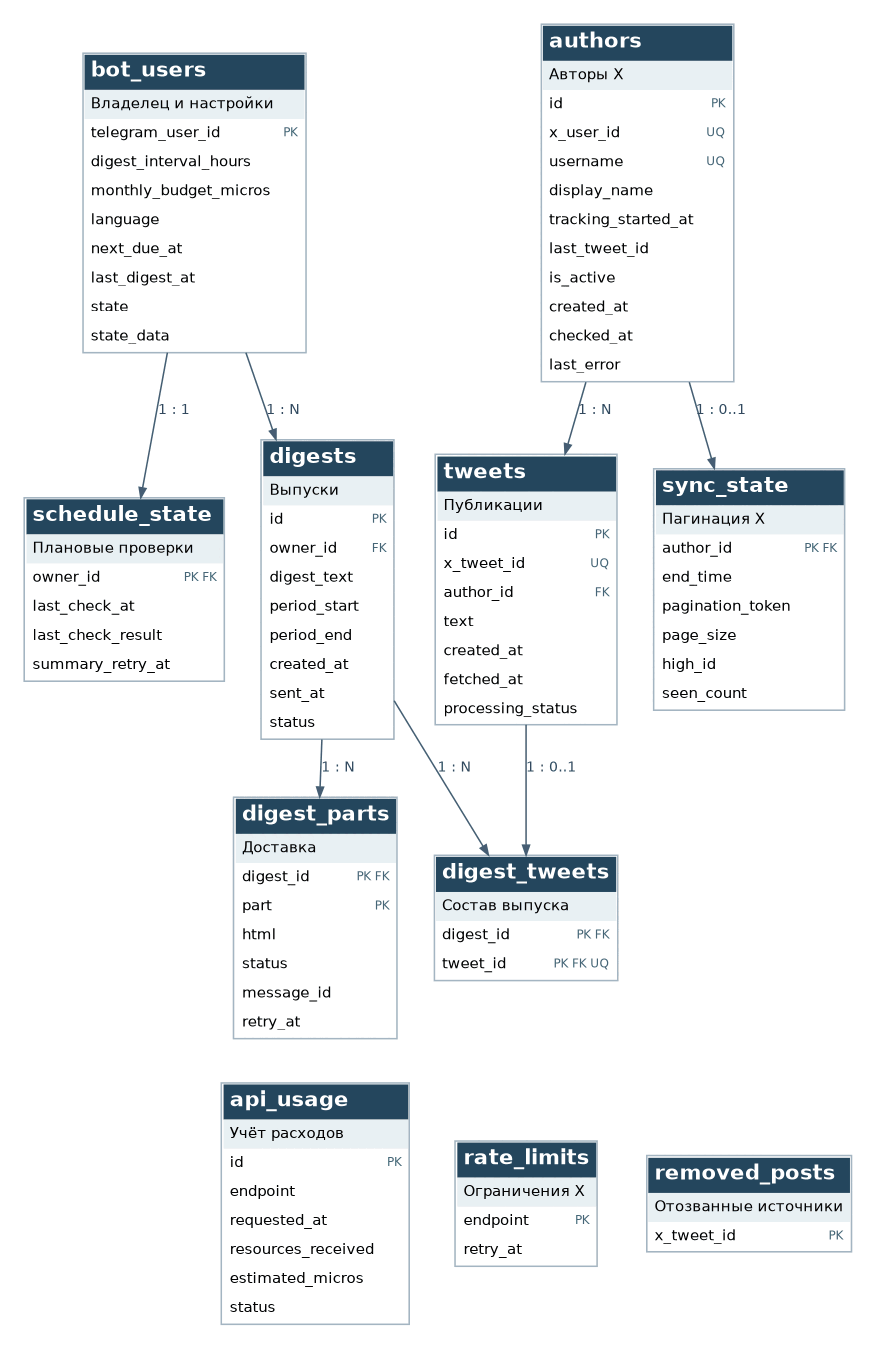 bot_users
Владелец и настройки
telegram_user_id PK
digest_interval_hours
monthly_budget_micros
language
next_due_at
last_digest_at
state
state_data
authors
Авторы X
id PK
x_user_id UQ
username UQ
display_name
tracking_started_at
last_tweet_id
is_active
created_at
checked_at
last_error
1 : 1
1 : N
1 : N
1 : 0..1
schedule_state
Плановые проверки
owner_id PK FK
last_check_at
last_check_result
summary_retry_at
digests
Выпуски
id PK
owner_id FK
digest_text
period_start
period_end
created_at
sent_at
status
tweets
Публикации
id PK
x_tweet_id UQ
author_id FK
text
created_at
fetched_at
processing_status
sync_state
Пагинация X
author_id PK FK
end_time
pagination_token
page_size
high_id
seen_count
1 : N
1 : N
1 : 0..1
digest_parts
Доставка
digest_id PK FK
part PK
html
status
message_id
retry_at
digest_tweets
Состав выпуска
digest_id PK FK
tweet_id PK FK UQ
api_usage
Учёт расходов
id PK
endpoint
requested_at
resources_received
estimated_micros
status
rate_limits
Ограничения X
endpoint PK
retry_at
removed_posts
Отозванные источники
x_tweet_id PK